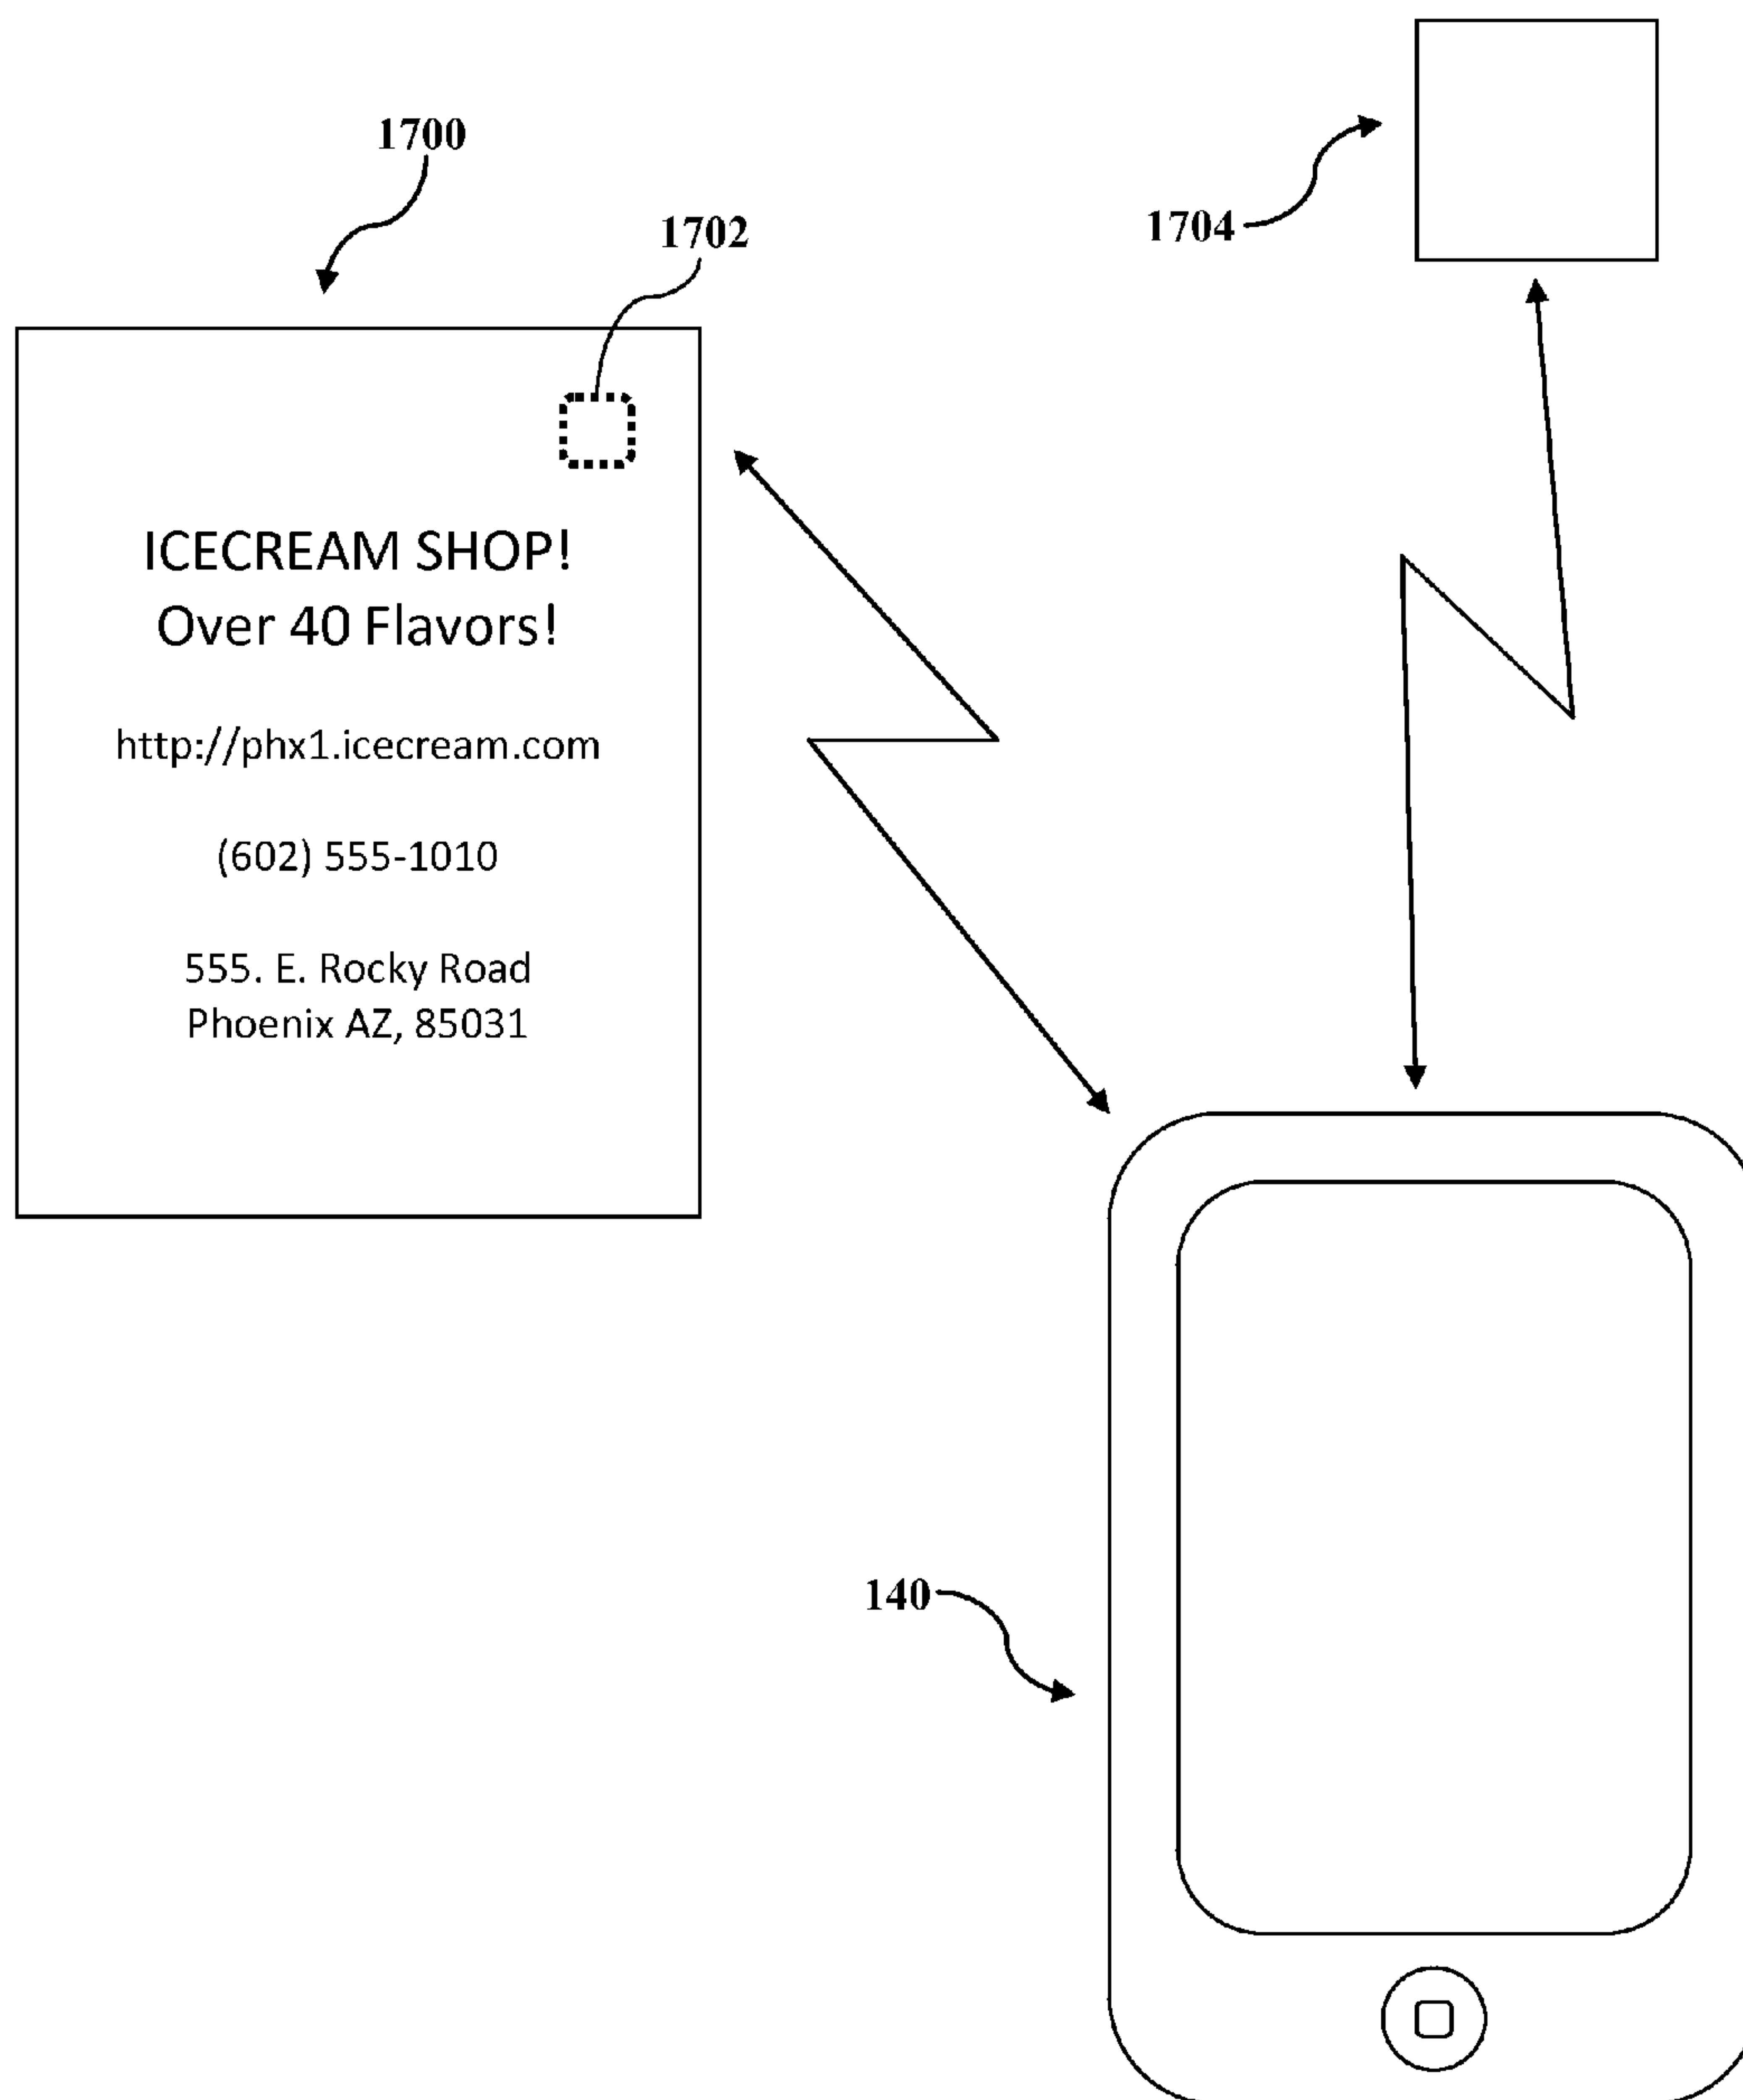 1700
1702
1704
ICECREAM SHOP!
Over 40 Flavors!
http://phx1.icecream.com
(602) 555-1010
555. E. Rocky Road
Phoenix AZ, 85031
140